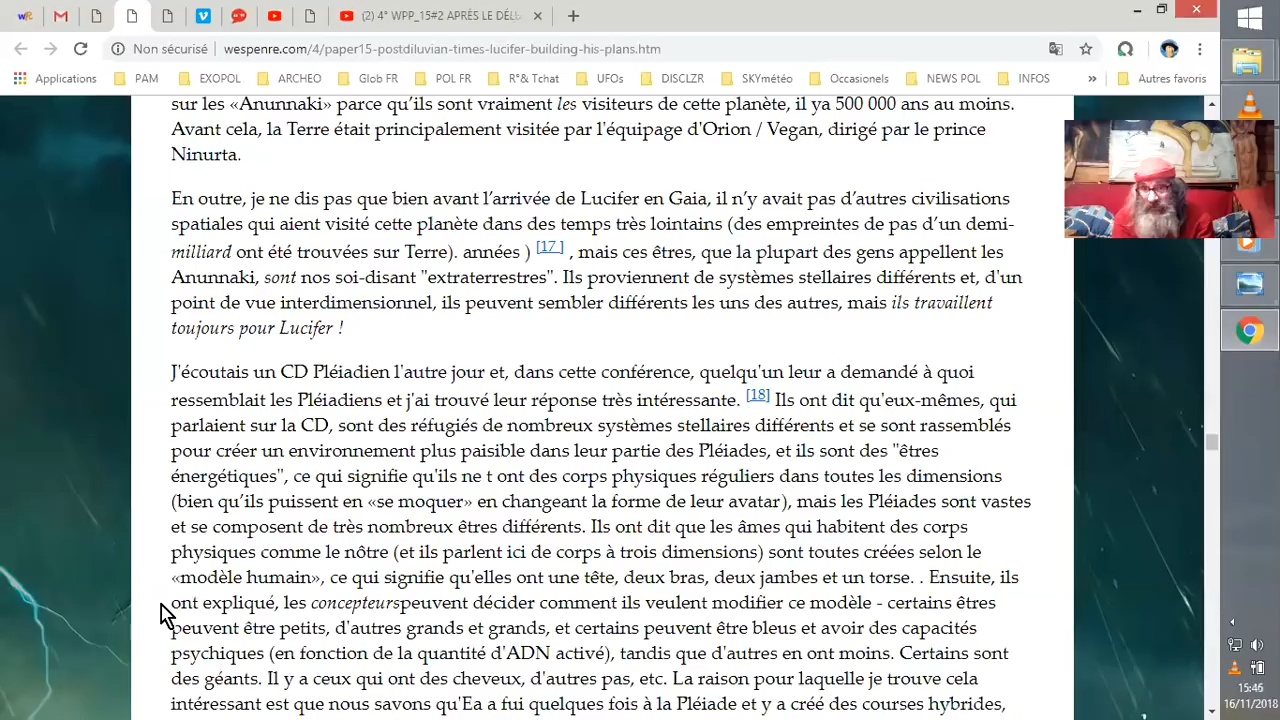 (2) 4° WPP_15#2 APRÈS LE DÉL
Non sécurisé
wespenre.com/4/paper15-postdiluvian-times-lucifer-building-his-plans.htm
Applications PAM EXOPOL ARCHEO Glob FR POL FR R°& Tchat UFOs DISCLZR SKYmétéo Occasionels NEWS POL INFOS » Autres favoris
sur les «Anunnaki» parce qu'ils sont vraiment les visiteurs de cette planète, il ya 500 000 ans au moins.
Avant cela, la Terre était principalement visitée par l'équipage d'Orion / Vegan, dirigé par le prince
Ninurta.
En outre, je ne dis pas que bien avant l'arrivée de Lucifer en Gaia, il n'y avait pas d'autres civilisations
spatiales qui aient visité cette planète dans des temps très lointains (des empreintes de pas d'un demi-
milliard ont été trouvées sur Terre). années ) [17] , mais ces êtres, que la plupart des gens appellent les
Anunnaki, sont nos soi-disant "extraterrestres". Ils proviennent de systèmes stellaires différents et, d'un
point de vue interdimensionnel, ils peuvent sembler différents les uns des autres, mais ils travaillent
toujours pour Lucifer !
J'écoutais un CD Pléiadien l'autre jour et, dans cette conférence, quelqu'un leur a demandé à quoi
ressemblait les Pléiadiens et j'ai trouvé leur réponse très intéressante. [18] Ils ont dit qu'eux-mêmes, qui
parlaient sur la CD, sont des réfugiés de nombreux systèmes stellaires différents et se sont rassemblés
pour créer un environnement plus paisible dans leur partie des Pléiades, et ils sont des "êtres
énergétiques", ce qui signifie qu'ils ne t ont des corps physiques réguliers dans toutes les dimensions
(bien qu'ils puissent en «se moquer» en changeant la forme de leur avatar), mais les Pléiades sont vastes
et se composent de très nombreux êtres différents. Ils ont dit que les âmes qui habitent des corps
physiques comme le nôtre (et ils parlent ici de corps à trois dimensions) sont toutes créées selon le
«modèle humain», ce qui signifie qu'elles ont une tête, deux bras, deux jambes et un torse. . Ensuite, ils
ont expliqué, les concepteurspeuvent décider comment ils veulent modifier ce modèle - certains êtres
peuvent être petits, d'autres grands et grands, et certains peuvent être bleus et avoir des capacités
psychiques (en fonction de la quantité d'ADN activé), tandis que d'autres en ont moins. Certains sont
des géants. Il y a ceux qui ont des cheveux, d'autres pas, etc. La raison pour laquelle je trouve cela
intéressant est que nous savons qu'Ea a fui quelques fois à la Pléiade et y a créé des courses hybrides,
15:46
16/11/2018